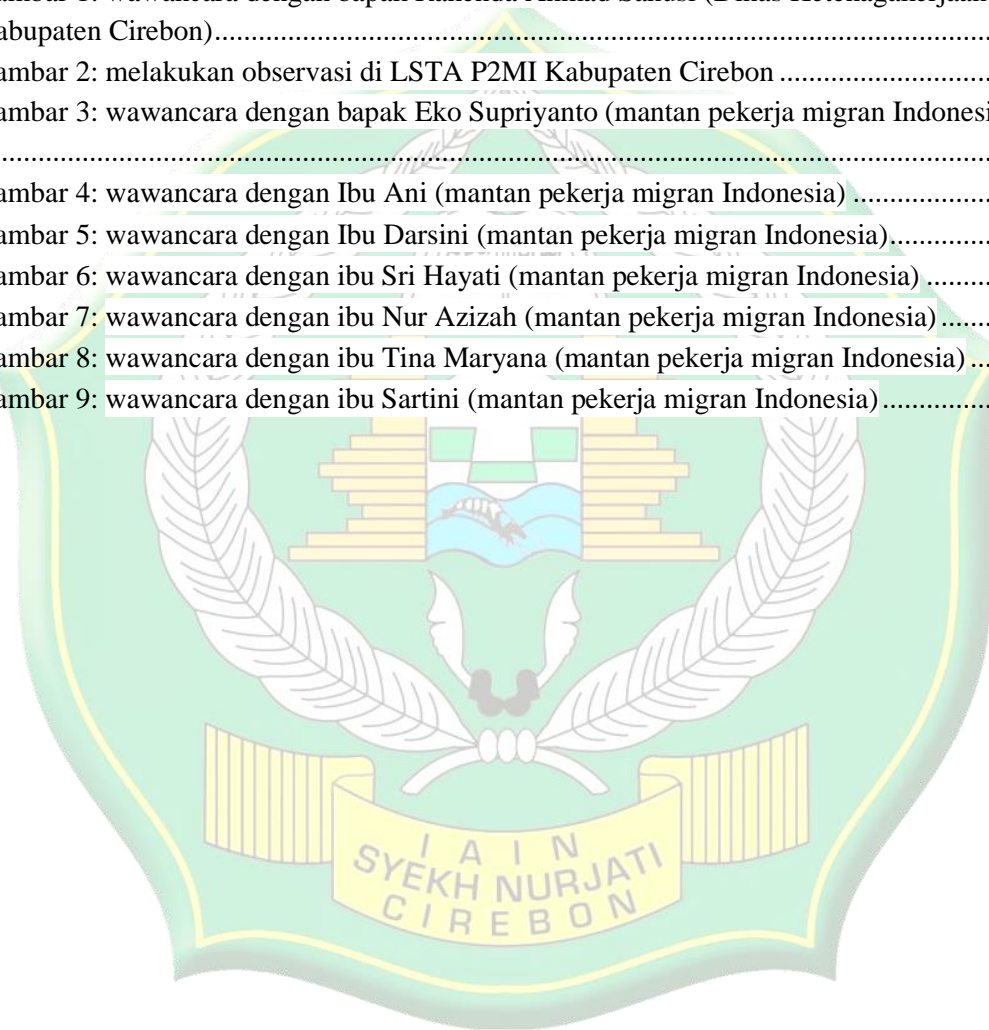 dengan bapak
(Dinas
abupaten Cirebon)
ambar 2: melakukan observasi di LSTA P2MI Kabupaten Cirebon
ambar 3: wawancara dengan bapak Eko Supriyanto (mantan pekerja migran Indonesi
ambar 4: wawancara dengan Ibu Ani (mantan pekerja migran Indonesia)
ambar 5: wawancara dengan Ibu Darsini (mantan pekerja migran Indonesia)
ambar 6: wawancara dengan ibu Sri Hayati (mantan pekerja migran Indonesia)
ambar 7: wawancara dengan ibu Nur Azizah (mantan pekerja migran Indonesia)
ambar 8: wawancara dengan ibu Tina Maryana (mantan pekerja migran Indonesia)
ambar 9: wawancara dengan ibu Sartini (mantan pekerja migran Indonesia)
IAIN
SYEKH NURJATI
CIREBON